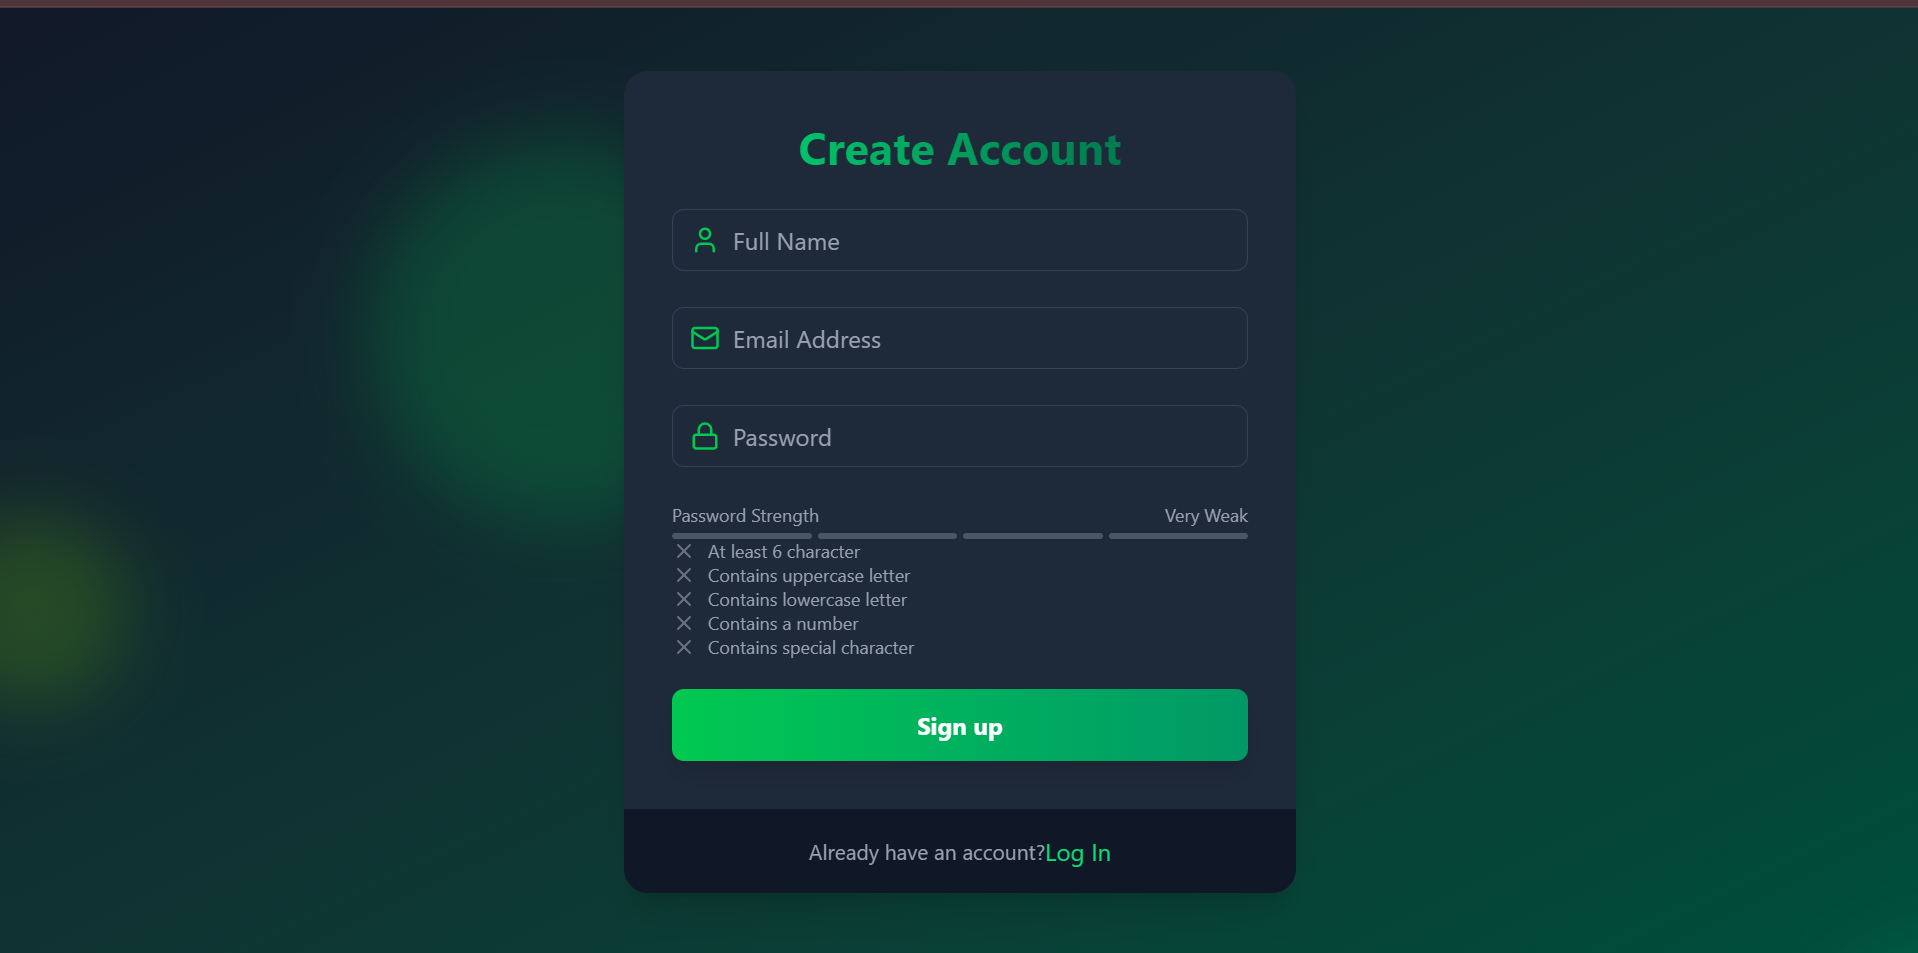 Create Account
Full Name
Email Address
Password
Password Strength Very Weak
At least 6 character
Contains uppercase letter
Contains lowercase letter
Contains a number
Contains special character
Sign up
Already have an account?Log In